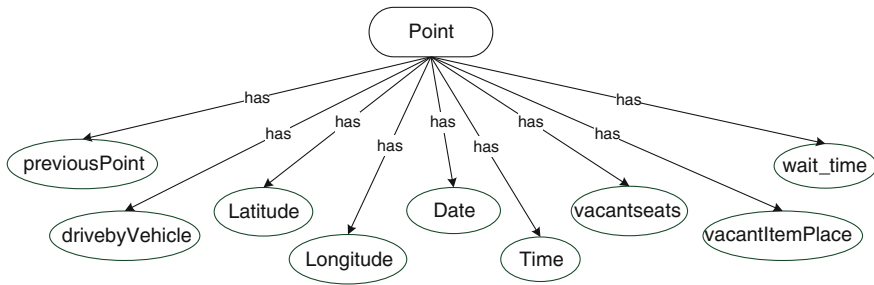 Point
has
has
has
has
has
has
has
has
has
previousPoint
drivebyVehicle
Latitude
Longitude
Date
Time
vacantseats
vacantItemPlace
wait_time